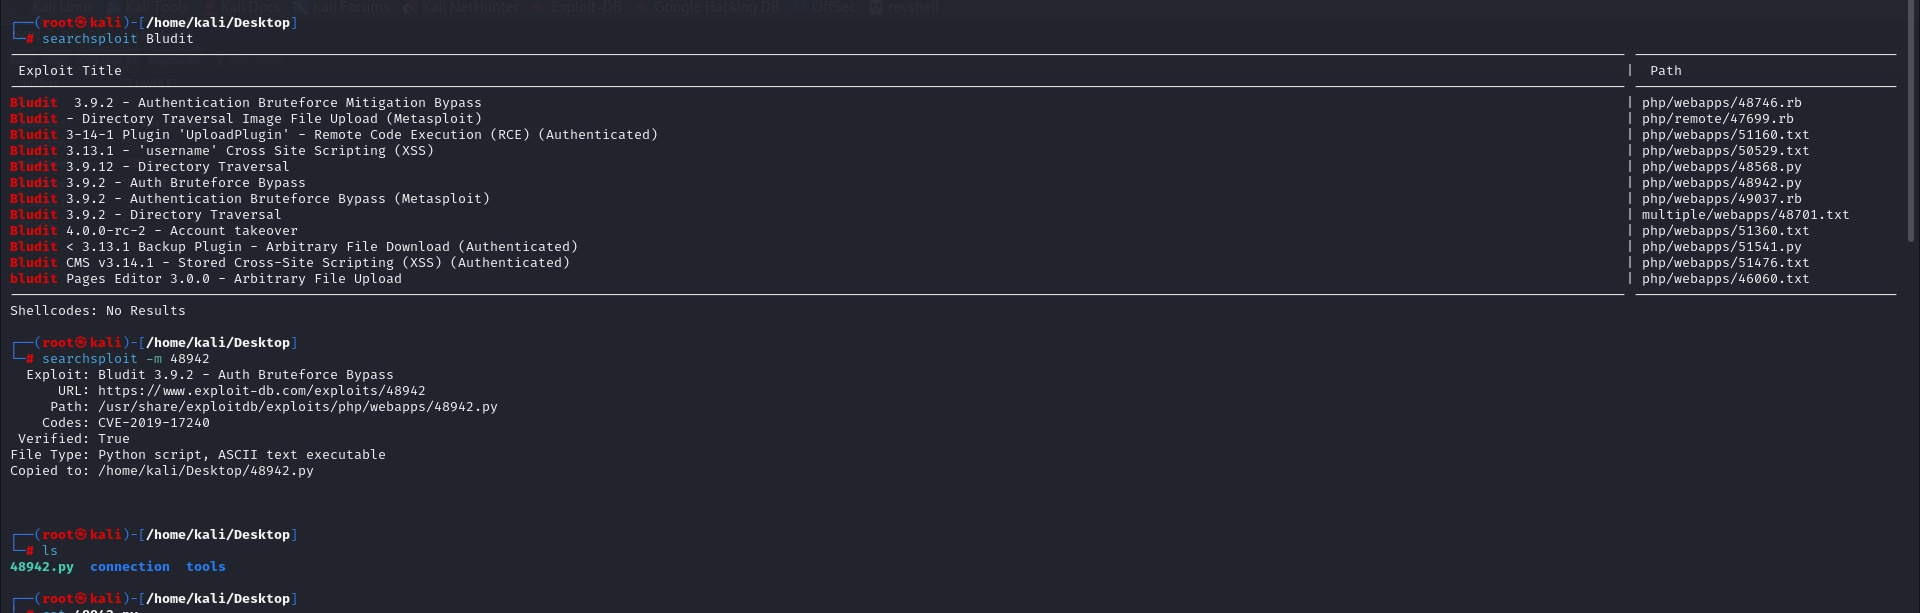 Kali Linux Kali Tools Kali Docs Kali Forums Kali NetHunter Exploit-DB Google Hacking DB OffSec revshell
┌──(root㉿kali)-[/home/kali/Desktop]
└─# searchsploit Bludit
Exploit Title | Path
Bludit  3.9.2 - Authentication Bruteforce Mitigation Bypass | php/webapps/48746.rb
Bludit - Directory Traversal Image File Upload (Metasploit) | php/remote/47699.rb
Bludit 3-14-1 Plugin 'UploadPlugin' - Remote Code Execution (RCE) (Authenticated) | php/webapps/51160.txt
Bludit 3.13.1 - 'username' Cross Site Scripting (XSS) | php/webapps/50529.txt
Bludit 3.9.12 - Directory Traversal | php/webapps/48568.py
Bludit 3.9.2 - Auth Bruteforce Bypass | php/webapps/48942.py
Bludit 3.9.2 - Authentication Bruteforce Bypass (Metasploit) | php/webapps/49037.rb
Bludit 3.9.2 - Directory Traversal | multiple/webapps/48701.txt
Bludit 4.0.0-rc-2 - Account takeover | php/webapps/51360.txt
Bludit < 3.13.1 Backup Plugin - Arbitrary File Download (Authenticated) | php/webapps/51541.py
Bludit CMS v3.14.1 - Stored Cross-Site Scripting (XSS) (Authenticated) | php/webapps/51476.txt
bludit Pages Editor 3.0.0 - Arbitrary File Upload | php/webapps/46060.txt
Shellcodes: No Results
┌──(root㉿kali)-[/home/kali/Desktop]
└─# searchsploit -m 48942
Exploit: Bludit 3.9.2 - Auth Bruteforce Bypass
URL: https://www.exploit-db.com/exploits/48942
Path: /usr/share/exploitdb/exploits/php/webapps/48942.py
Codes: CVE-2019-17240
Verified: True
File Type: Python script, ASCII text executable
Copied to: /home/kali/Desktop/48942.py
┌──(root㉿kali)-[/home/kali/Desktop]
└─# ls
48942.py  connection  tools
┌──(root㉿kali)-[/home/kali/Desktop]